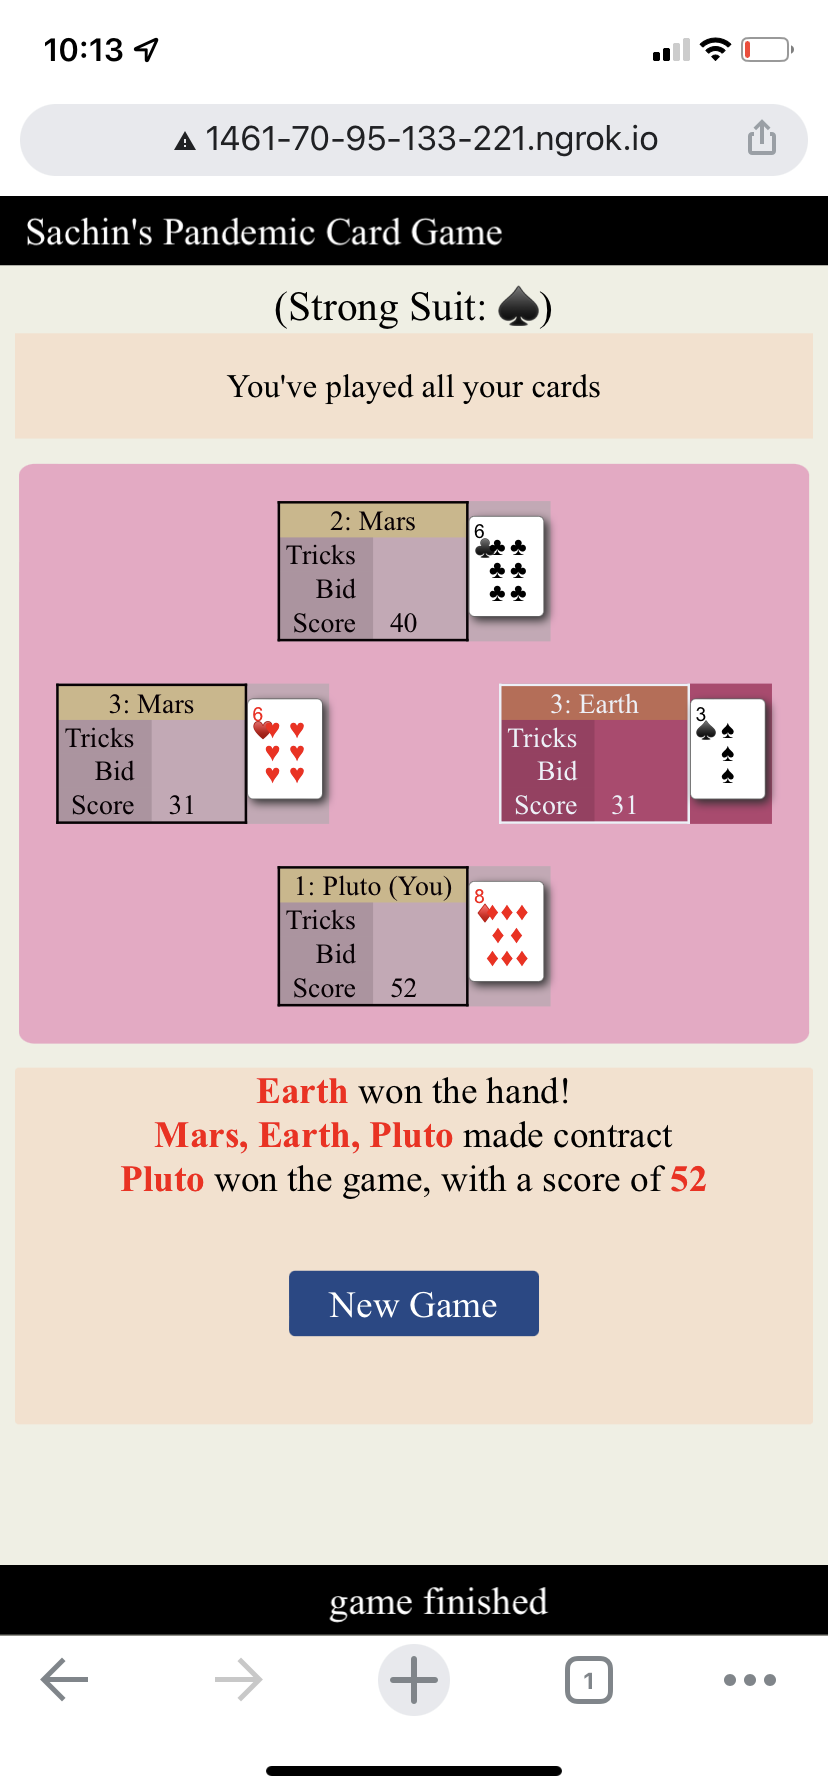 10:13
1461-70-95-133-221.ngrok.io
Sachin's Pandemic Card Game
(Strong Suit: ♠)
You've played all your cards
2: Mars
Tricks
Bid
Score 40
6
3: Mars
Tricks
Bid
Score 31
6
3: Earth
Tricks
Bid
Score 31
3
1: Pluto (You)
Tricks
Bid
Score 52
8
Earth won the hand!
Mars, Earth, Pluto made contract
Pluto won the game, with a score of 52
New Game
game finished
1